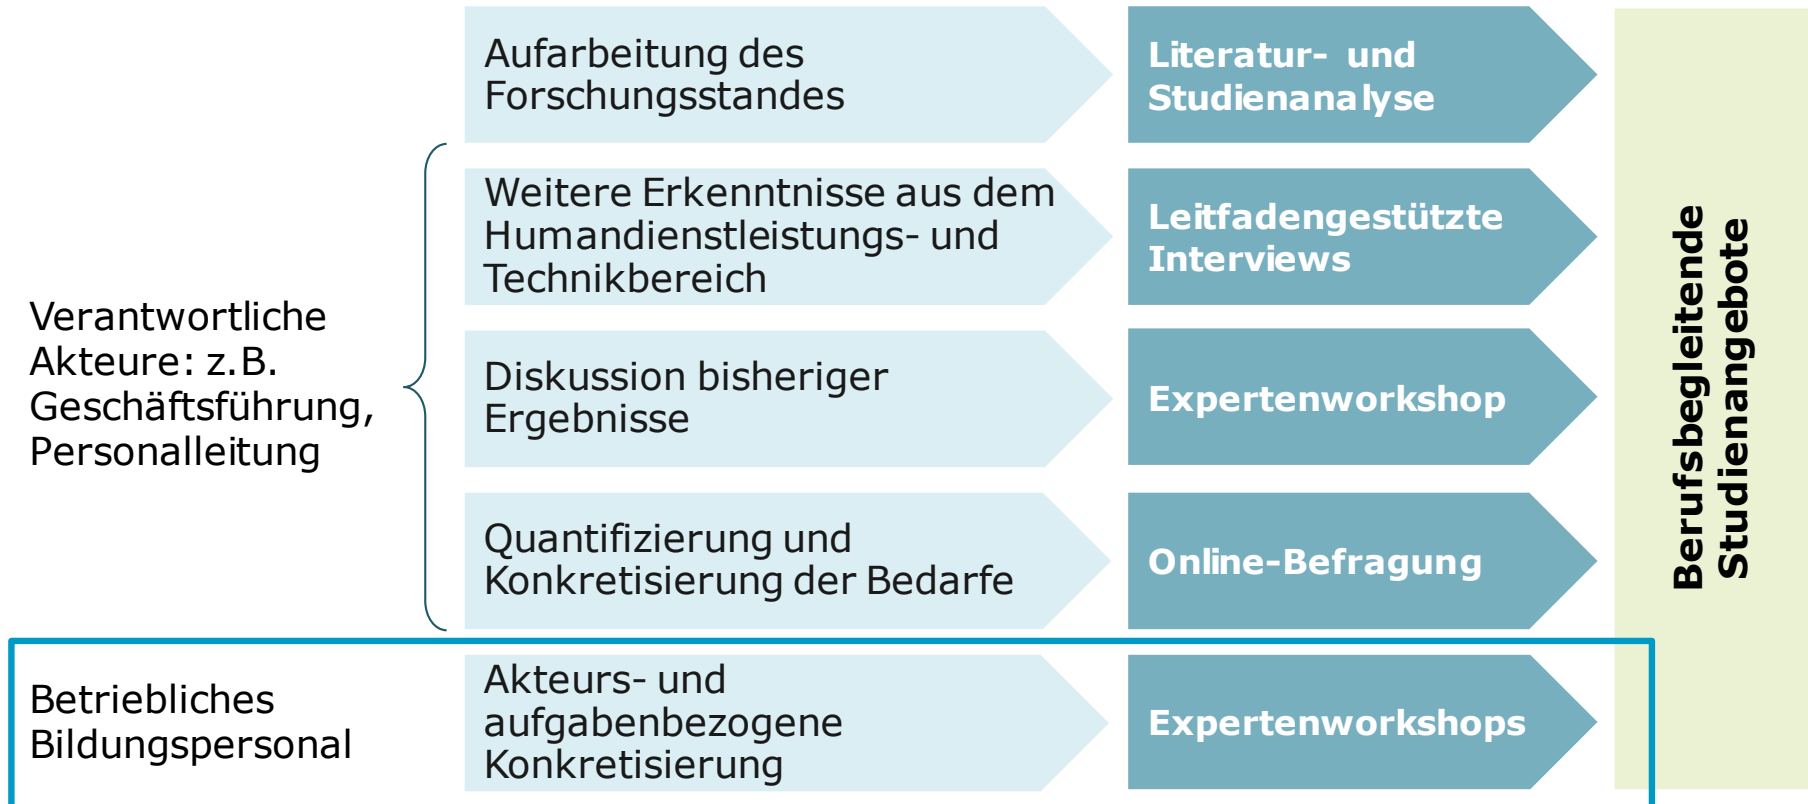 Aufarbeitung des
Forschungsstandes
Literatur- und
Studienanalyse
Verantwortliche
Akteure: z.B.
Geschäftsführung,
Personalleitung
Weitere Erkenntnisse aus dem
Humandienstleistungs- und
Technikbereich
Leitfadengestützte
Interviews
Diskussion bisheriger
Ergebnisse
Expertenworkshop
Quantifizierung und
Konkretisierung der Bedarfe
Online-Befragung
Betriebliches
Bildungspersonal
Akteurs- und
aufgabenbezogene
Konkretisierung
Expertenworkshops
Berufsbegleitende
Studienangebote